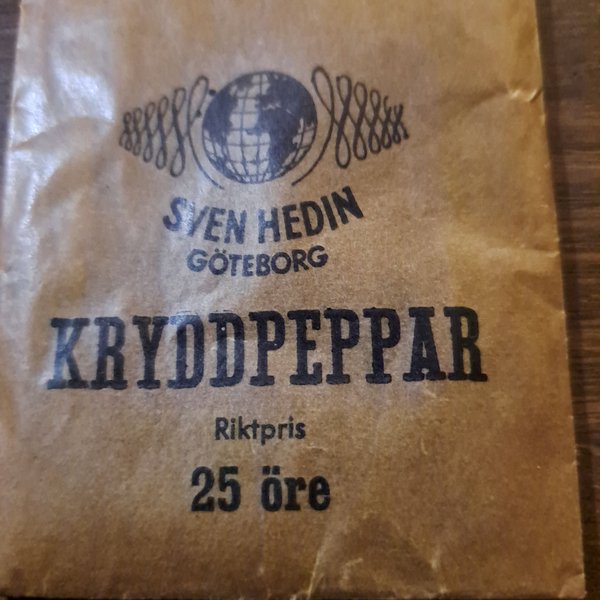 SVEN HEDIN
GÖTEBORG
KRYDDPEPPAR
Riktpris
25 öre